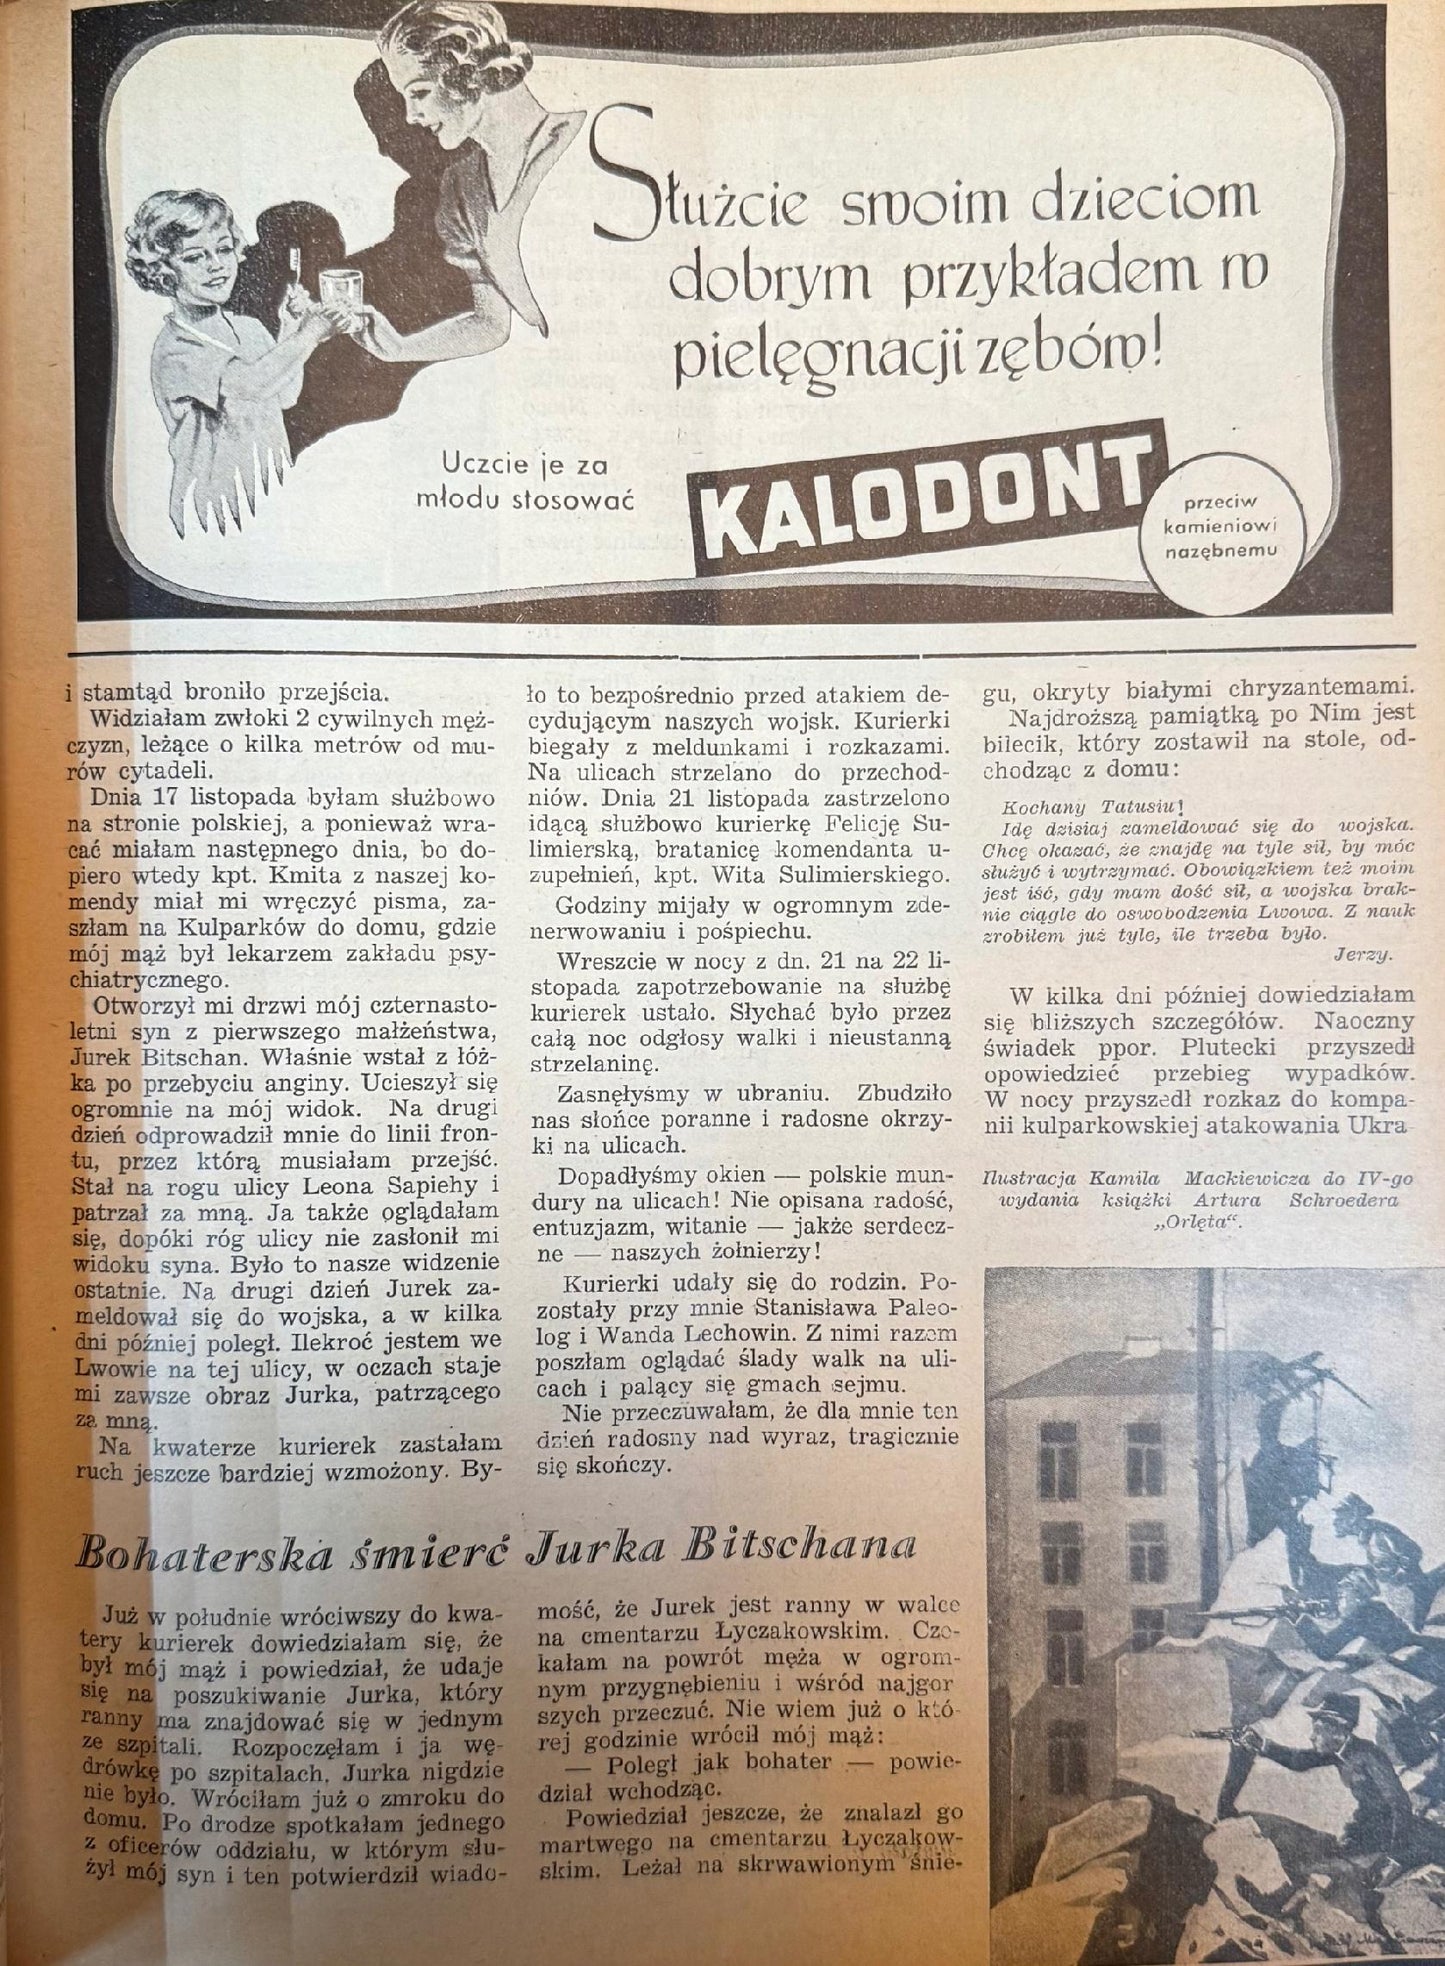 Służcie swoim dzieciom
dobrym przykładem w
pielęgnacji zębów!
Uczcie je za
młodu stosować
KALODONT
przeciw
kamieniowi
nazębnemu
i stamtąd broniło przejścia.
Widziałam zwłoki 2 cywilnych męż-
czyzn, leżące o kilka metrów od mu-
rów cytadeli.
Dnia 17 listopada byłam służbowo
na stronie polskiej, a ponieważ wra-
cać miałam następnego dnia, bo do-
piero wtedy kpt. Kmita z naszej ko-
mendy miał mi wręczyć pisma, za-
szłam na Kulparków do domu, gdzie
mój mąż był lekarzem zakładu psy-
chiatrycznego.
Otworzył mi drzwi mój czternasto-
letni syn z pierwszego małżeństwa,
Jurek Bitschan. Właśnie wstał z łóż-
ka po przebyciu anginy. Ucieszył się
ogromnie na mój widok. Na drugi
dzień odprowadził mnie do linii fron-
tu, przez którą musiałam przejść.
Stał na rogu ulicy Leona Sapiehy i
patrzał za mną. Ja także oglądałam
się, dopóki róg ulicy nie zasłonił mi
widoku syna. Było to nasze widzenie
ostatnie. Na drugi dzień Jurek za-
meldował się do wojska, a w kilka
dni później poległ. Ilekroć jestem we
Lwowie na tej ulicy, w oczach staje
mi zawsze obraz Jurka, patrzącego
za mną.
Na kwaterze kurierek zastałam
ruch jeszcze bardziej wzmożony. By-
ło to bezpośrednio przed atakiem de-
cydującym naszych wojsk. Kurierki
biegały z meldunkami i rozkazami.
Na ulicach strzelano do przechod-
niów. Dnia 21 listopada zastrzelono
idącą służbowo kurierkę Felicję Su-
limierską, bratanicę komendanta u-
zupełnień, kpt. Wita Sulimierskiego.
Godziny mijały w ogromnym zde-
nerwowaniu i pośpiechu.
Wreszcie w nocy z dn. 21 na 22 li-
stopada zapotrzebowanie na służbę
kurierek ustało. Słychać było przez
całą noc odgłosy walki i nieustanną
strzelaninę.
Zasnęłyśmy w ubraniu. Zbudziło
nas słońce poranne i radosne okrzy-
ki na ulicach.
Dopadłyśmy okien — polskie mun-
dury na ulicach! Nie opisana radość,
entuzjazm, witanie — jakże serdecz-
ne — naszych żołnierzy!
Kurierki udały się do rodzin. Po-
zostały przy mnie Stanisława Paleo-
log i Wanda Lechowin. Z nimi razem
poszłam oglądać ślady walk na uli-
cach i palący się gmach sejmu.
Nie przeczuwałam, że dla mnie ten
dzień radosny nad wyraz, tragicznie
się skończy.
gu, okryty białymi chryzantemami.
Najdroższą pamiątką po Nim jest
bilecik, który zostawił na stole, od-
chodząc z domu:
Kochany Tatusiu!
Idę dzisiaj zameldować się do wojska.
Chcę okazać, że znajdę na tyle sił, by móc
służyć i wytrzymać. Obowiązkiem też moim
jest iść, gdy mam dość sił, a wojska brak-
nie ciągle do oswobodzenia Lwowa. Z nauk
zrobiłem już tyle, ile trzeba było.
Jerzy.
W kilka dni później dowiedziałam
się bliższych szczegółów. Naoczny
świadek ppor. Plutecki przyszedł
opowiedzieć przebieg wypadków.
W nocy przyszedł rozkaz do kompa-
nii kulparkowskiej atakowania Ukra-
Ilustracja Kamila Mackiewicza do IV-go
wydania książki Artura Schroedera
„Orlęta“.
Bohaterska śmierć Jurka Bitschana
Już w południe wróciwszy do kwa-
tery kurierek dowiedziałam się, że
był mój mąż i powiedział, że udaje
się na poszukiwanie Jurka, który
ranny ma znajdować się w jednym
ze szpitali. Rozpoczęłam i ja wę-
drówkę po szpitalach. Jurka nigdzie
nie było. Wróciłam już o zmroku do
domu. Po drodze spotkałam jednego
z oficerów oddziału, w którym słu-
żył mój syn i ten potwierdził wiado-
mość, że Jurek jest ranny w walce
na cmentarzu Łyczakowskim. Cze-
kałam na powrót męża w ogrom-
nym przygnębieniu i wśród najgor
szych przeczuć. Nie wiem już o któ-
rej godzinie wrócił mój mąż:
— Poległ jak bohater — powie-
dział wchodząc.
Powiedział jeszcze, że znalazł go
martwego na cmentarzu Łyczakow-
skim. Leżał na skrwawionym śnie-